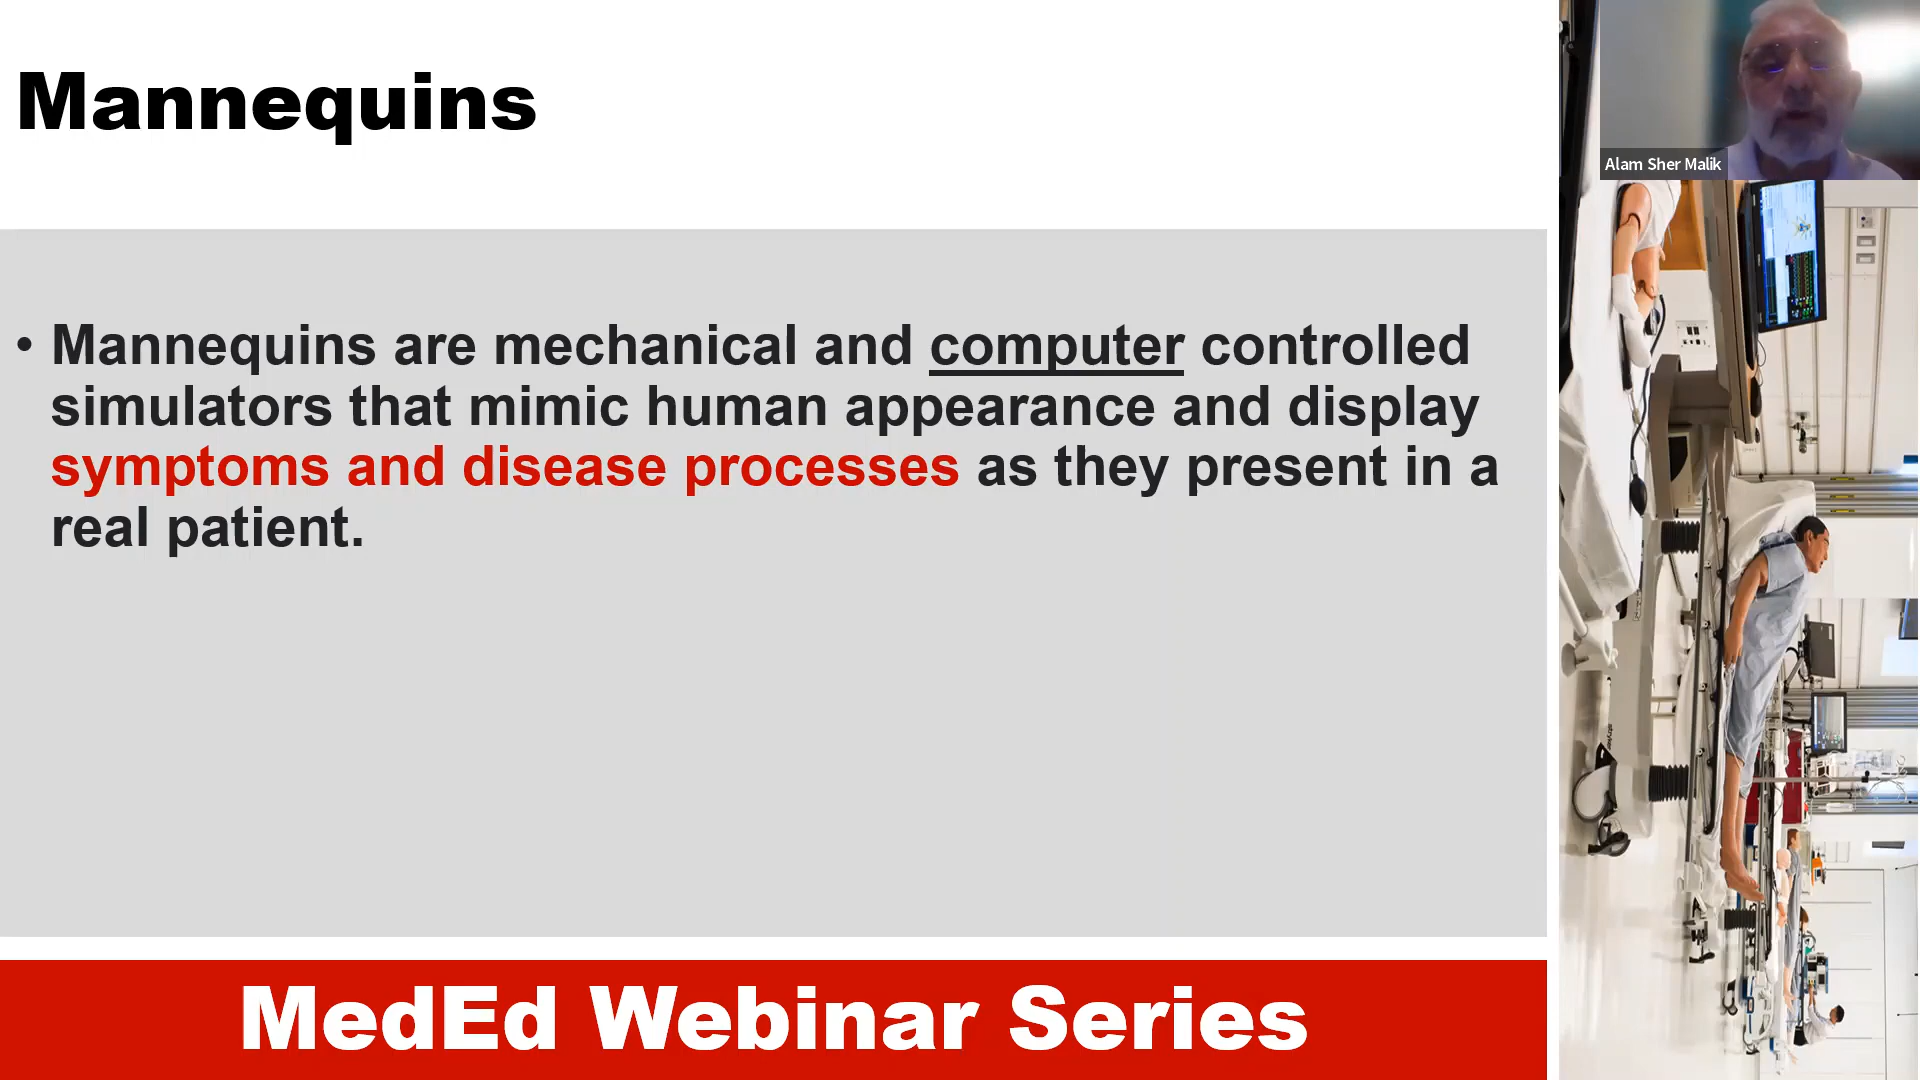 Mannequins
Alam Sher Malik
• Mannequins are mechanical and computer controlled
simulators that mimic human appearance and display
symptoms and disease processes as they present in a
real patient.
MedEd Webinar Series